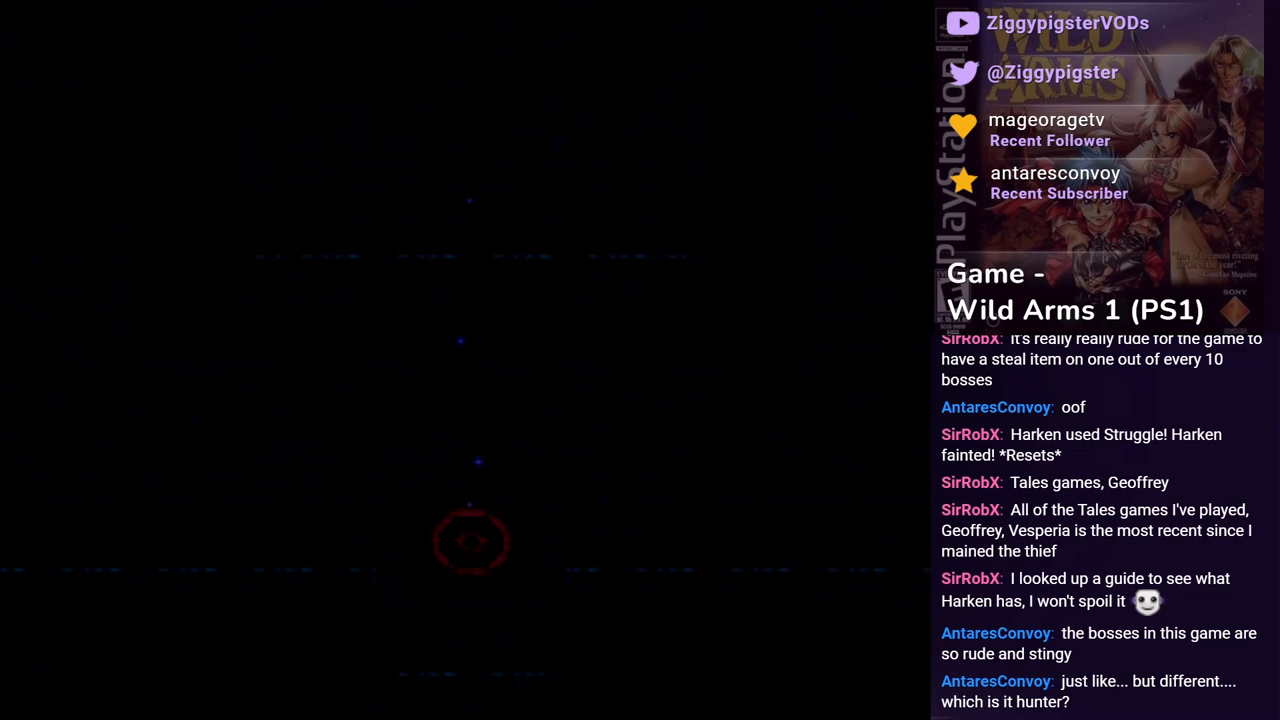 ZiggypigsterVODs
@Ziggypigster
mageoragetv
Recent Follower
antaresconvoy
Recent Subscriber
WILD
ARMS
PlayStation
Game -
Wild Arms 1 (PS1)
SONY
SirRobX: It's really really rude for the game to
have a steal item on one out of every 10
bosses
AntaresConvoy: oof
SirRobX: Harken used Struggle! Harken
fainted! *Resets*
SirRobX: Tales games, Geoffrey
SirRobX: All of the Tales games I've played,
Geoffrey, Vesperia is the most recent since I
mained the thief
SirRobX: I looked up a guide to see what
Harken has, I won't spoil it
AntaresConvoy: the bosses in this game are
so rude and stingy
AntaresConvoy: just like... but different....
which is it hunter?